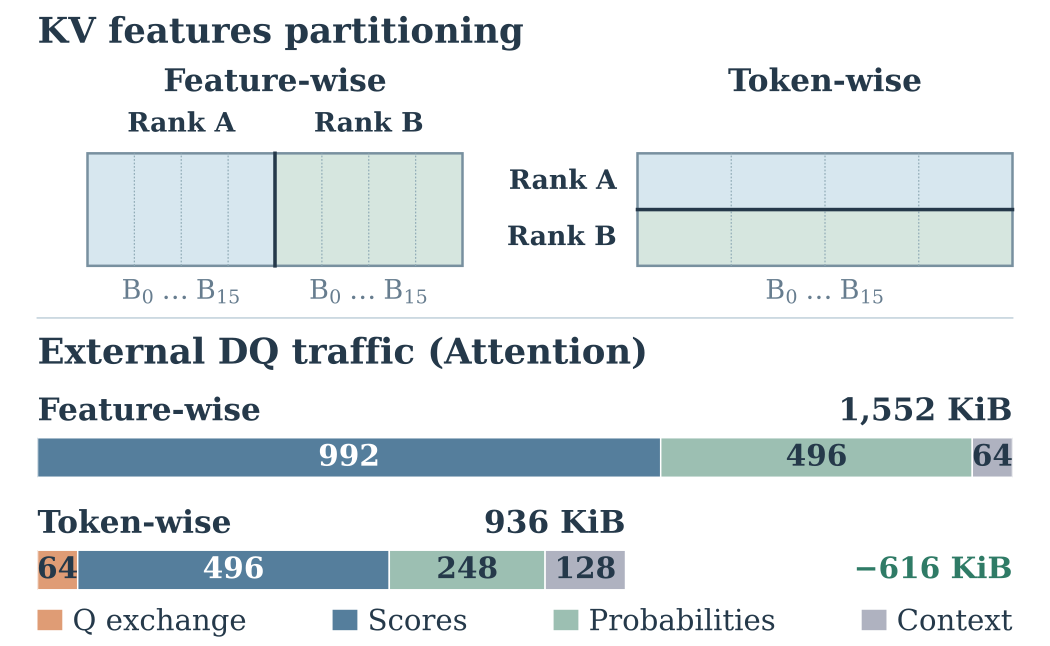 KV features partitioning
Feature-wise
Token-wise
Rank A
Rank B
Rank A
Rank B
B₀ … B₁₅
B₀ … B₁₅
B₀ … B₁₅
External DQ traffic (Attention)
Feature-wise
1,552 KiB
992
496
64
Token-wise
936 KiB
64
496
248
128
−616 KiB
Q exchange
Scores
Probabilities
Context